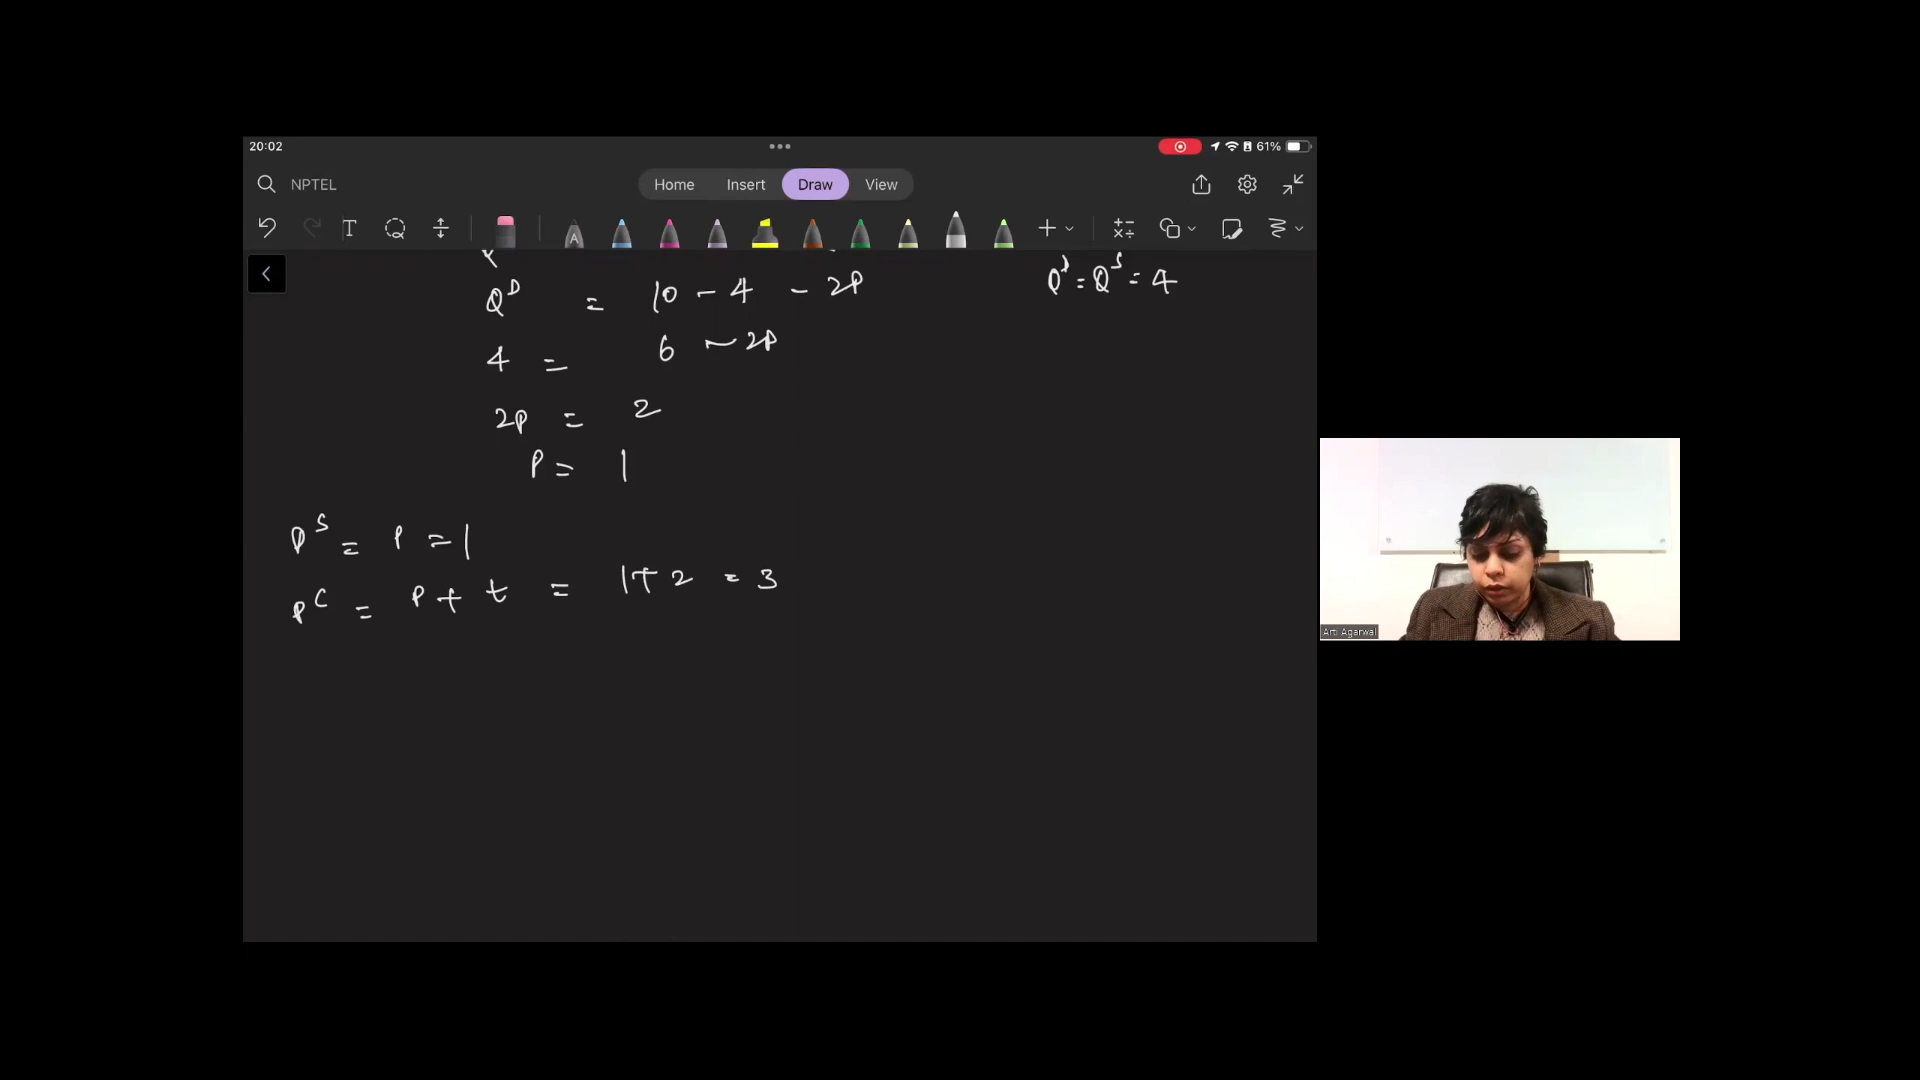 20:02
61%
NPTEL
Home Insert Draw View
T
A
Q^D = 10 - 4 - 2P
Q^D = Q^S = 4
4 = 6 - 2P
2P = 2
P = 1
P^S = P = 1
P^C = P + t = 1 + 2 = 3
Arti Agarwal